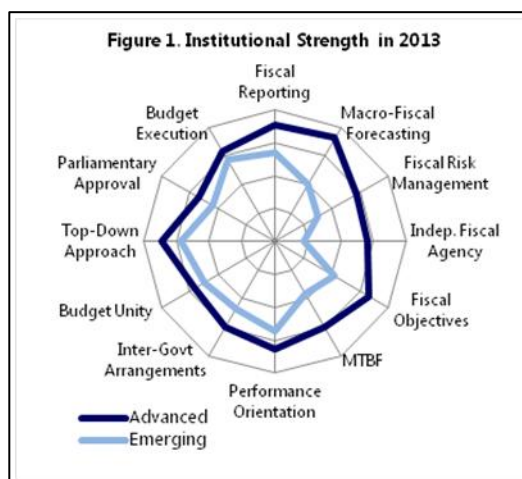 Figure 1. Institutional Strength in 2013
Fiscal
Reporting
Macro-Fiscal
Forecasting
Fiscal Risk
Management
Indep. Fiscal
Agency
Fiscal
Objectives
MTBF
Performance
Orientation
Inter-Govt
Arrangements
Budget Unity
Top-Down
Approach
Parliamentary
Approval
Budget
Execution
Advanced
Emerging